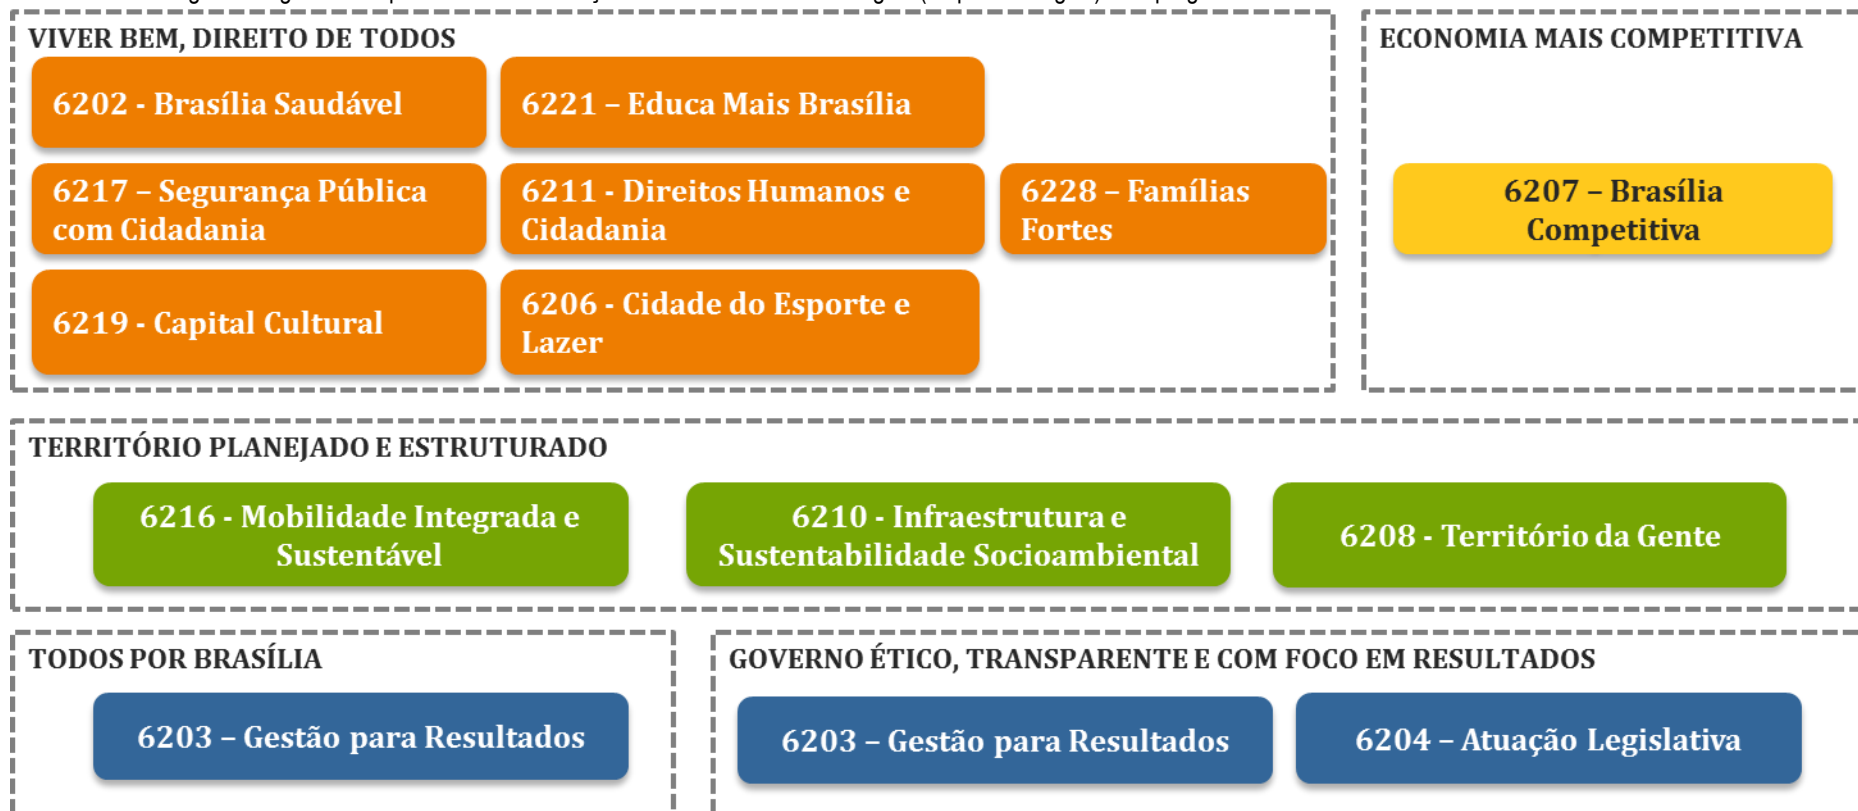 VIVER BEM, DIREITO DE TODOS
6202 - Brasília Saudável
6221 – Educa Mais Brasília
6217 – Segurança Pública
com Cidadania
6211 - Direitos Humanos e
Cidadania
6228 – Famílias
Fortes
6219 - Capital Cultural
6206 - Cidade do Esporte e
Lazer
ECONOMIA MAIS COMPETITIVA
6207 – Brasília
Competitiva
TERRITÓRIO PLANEJADO E ESTRUTURADO
6216 - Mobilidade Integrada e
Sustentável
6210 - Infraestrutura e
Sustentabilidade Socioambiental
6208 - Território da Gente
TODOS POR BRASÍLIA
6203 – Gestão para Resultados
GOVERNO ÉTICO, TRANSPARENTE E COM FOCO EM RESULTADOS
6203 – Gestão para Resultados
6204 – Atuação Legislativa